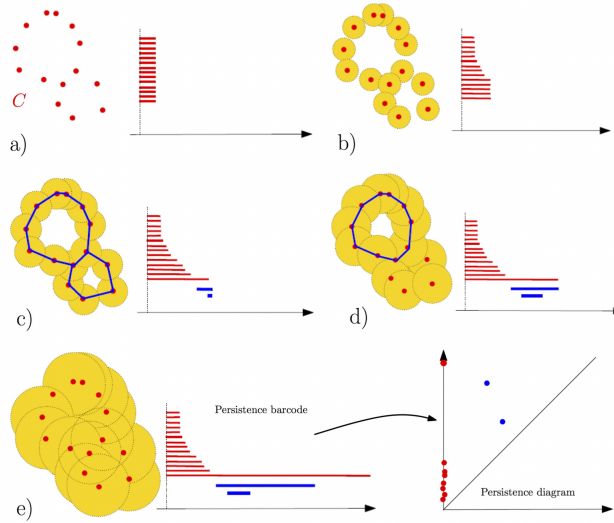 C
a)
b)
c)
d)
Persistence barcode
e)
Persistence diagram